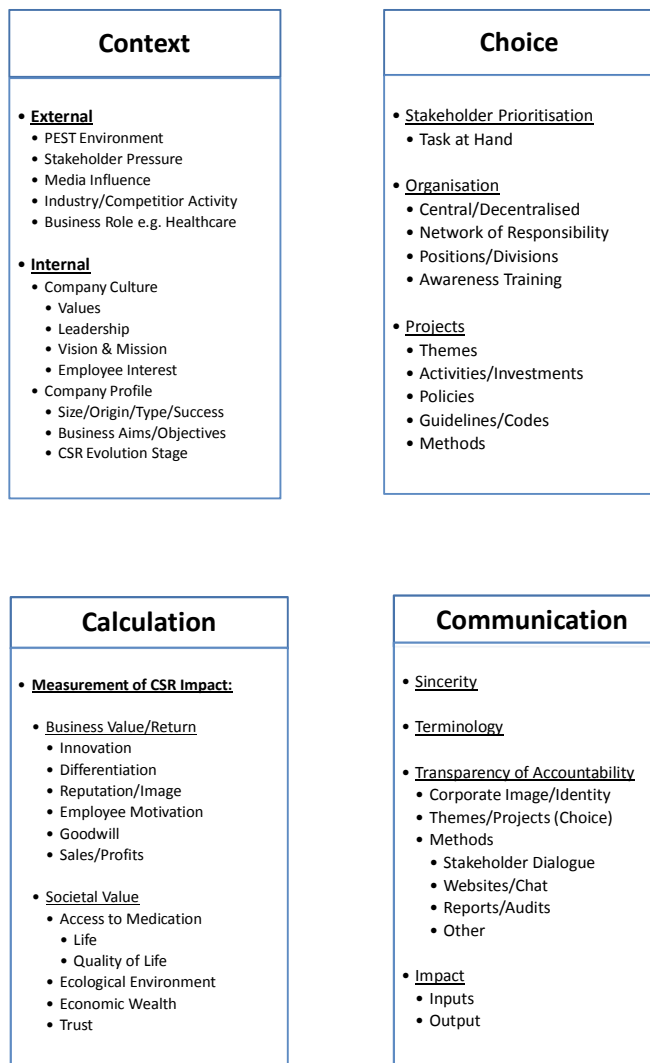 Context
• External
• PEST Environment
• Stakeholder Pressure
• Media Influence
• Industry/Competitior Activity
• Business Role e.g. Healthcare
• Internal
• Company Culture
• Values
• Leadership
• Vision & Mission
• Employee Interest
• Company Profile
• Size/Origin/Type/Success
• Business Aims/Objectives
• CSR Evolution Stage
Choice
• Stakeholder Prioritisation
• Task at Hand
• Organisation
• Central/Decentralised
• Network of Responsibility
• Positions/Divisions
• Awareness Training
• Projects
• Themes
• Activities/Investments
• Policies
• Guidelines/Codes
• Methods
Calculation
• Measurement of CSR Impact:
• Business Value/Return
• Innovation
• Differentiation
• Reputation/Image
• Employee Motivation
• Goodwill
• Sales/Profits
• Societal Value
• Access to Medication
• Life
• Quality of Life
• Ecological Environment
• Economic Wealth
• Trust
Communication
• Sincerity
• Terminology
• Transparency of Accountability
• Corporate Image/Identity
• Themes/Projects (Choice)
• Methods
• Stakeholder Dialogue
• Websites/Chat
• Reports/Audits
• Other
• Impact
• Inputs
• Output